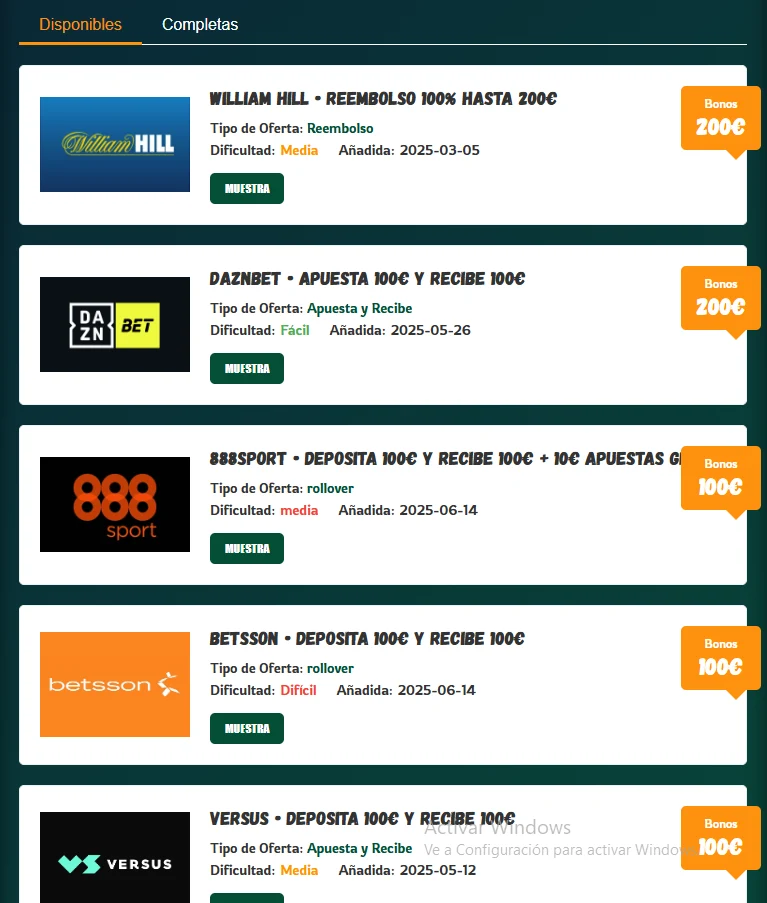 Disponibles Completas
WILLIAM HILL - REEMBOLSO 100% HASTA 200€
Tipo de Oferta: Reembolso
Dificultad: Media Añadida: 2025-03-05
MUESTRA
William HILL
Bonos
200€
DAZNBET - APUESTA 100€ Y RECIBE 100€
Tipo de Oferta: Apuesta y Recibe
Dificultad: Fácil Añadida: 2025-05-26
MUESTRA
DA
ZN
BET
Bonos
200€
888SPORT - DEPOSITA 100€ Y RECIBE 100€ + 10€ APUESTAS G
Tipo de Oferta: rollover
Dificultad: media Añadida: 2025-06-14
MUESTRA
888
888
sport
Bonos
100€
BETSSON - DEPOSITA 100€ Y RECIBE 100€
Tipo de Oferta: rollover
Dificultad: Difícil Añadida: 2025-06-14
MUESTRA
betsson
Bonos
100€
VERSUS - DEPOSITA 100€ Y RECIBE 100€
Tipo de Oferta: Apuesta y Recibe
Dificultad: Media Añadida: 2025-05-12
VS VERSUS
Bonos
100€
Activar Windows
Ve a Configuración para activar Windows